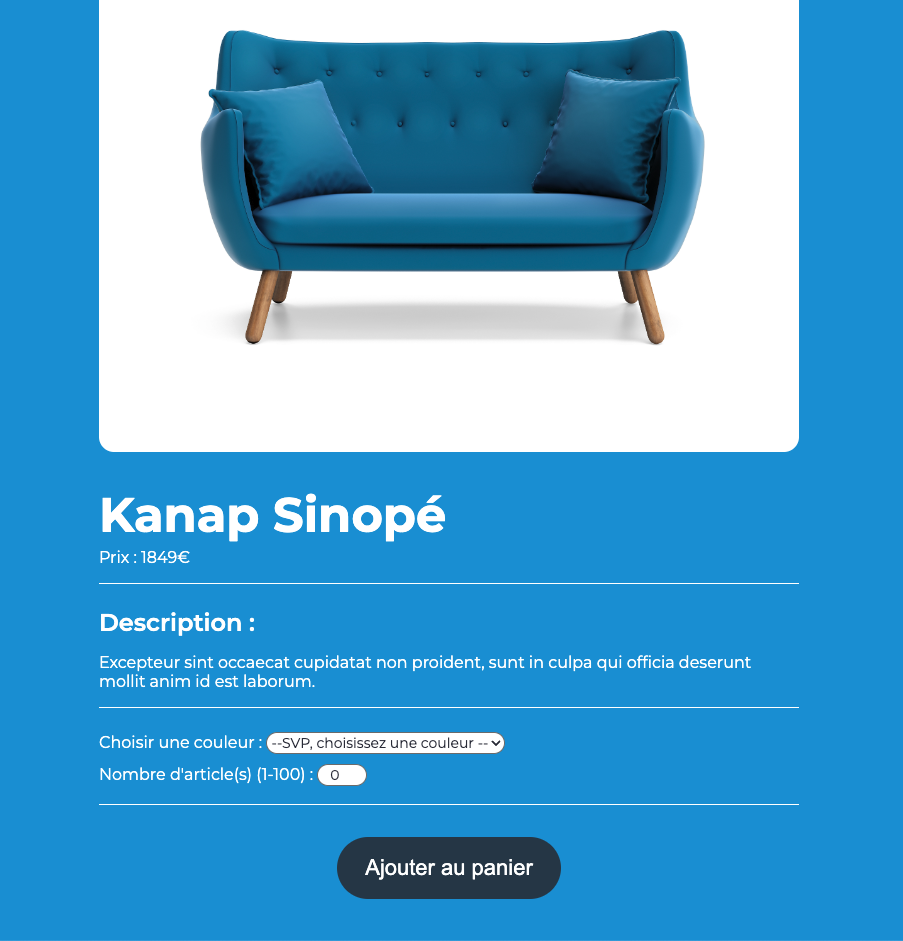 Kanap Sinopé
Prix : 1849€
Description :
Excepteur sint occaecat cupidatat non proident, sunt in culpa qui officia deserunt
mollit anim id est laborum.
Choisir une couleur : --SVP, choisissez une couleur --
Nombre d'article(s) (1-100) : 0
Ajouter au panier